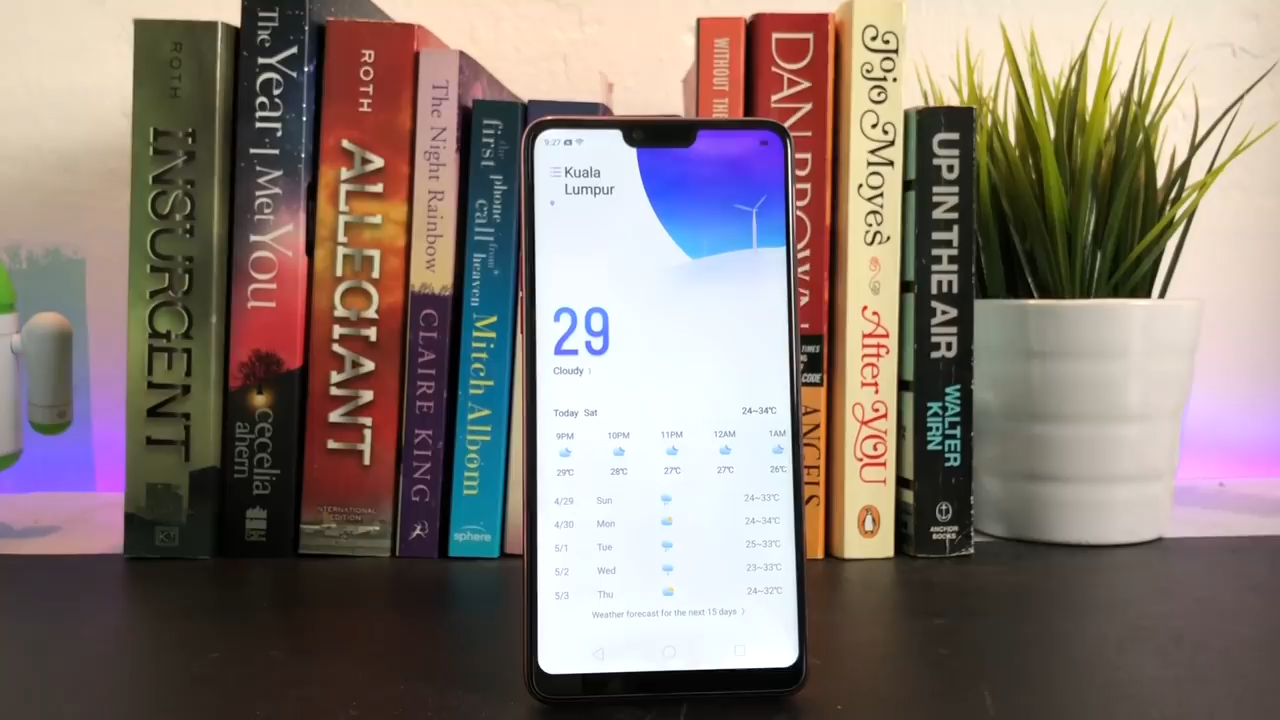 ROTH
INSURGENT
KT
The Year I Met YOU
cecelia
ahern
ROTH
ALLEGIANT
INTERNATIONAL
EDITION
The Night Rainbow
CLAIRE KING
the
first phone
call from
heaven
Mitch Albom
sphere
9:27
Kuala
Lumpur
29
Cloudy
Today Sat
24~34°C
9PM 10PM 11PM 12AM 1AM
29°C 28°C 27°C 27°C 26°C
4/29 Sun 24~33°C
4/30 Mon 24~34°C
5/1 Tue 25~33°C
5/2 Wed 23~33°C
5/3 Thu 24~32°C
Weather forecast for the next 15 days
WITHOUT THE
DAN BROWN
TIMES
CODE
ANGELS
Jojo Moyes
After YOU
UP IN THE AIR
WALTER
KIRN
ANCHOR
BOOKS